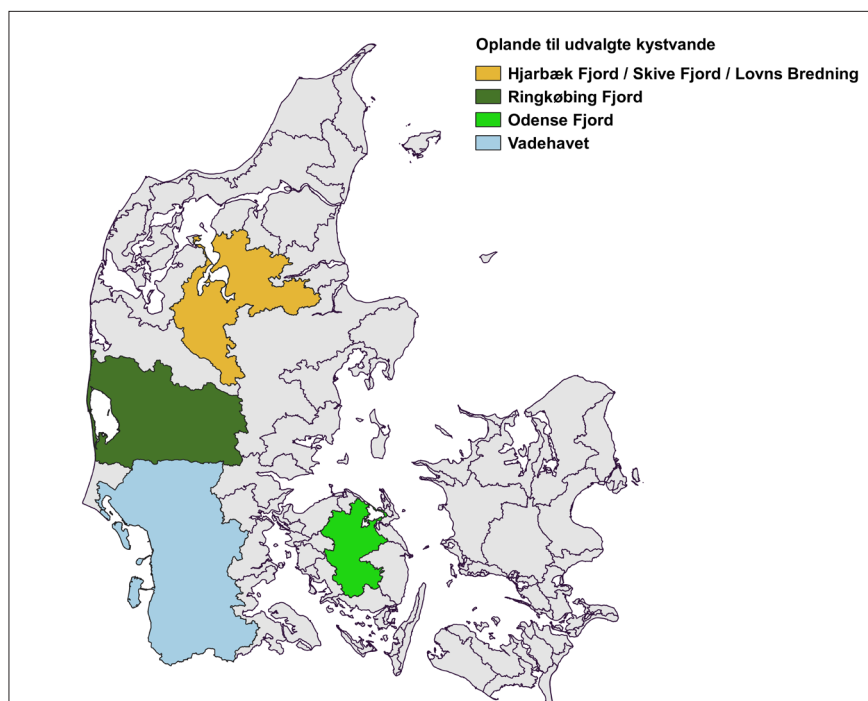 Oplande til udvalgte kystvande
Hjarbæk Fjord / Skive Fjord / Lovns Bredning
Ringkøbing Fjord
Odense Fjord
Vadehavet